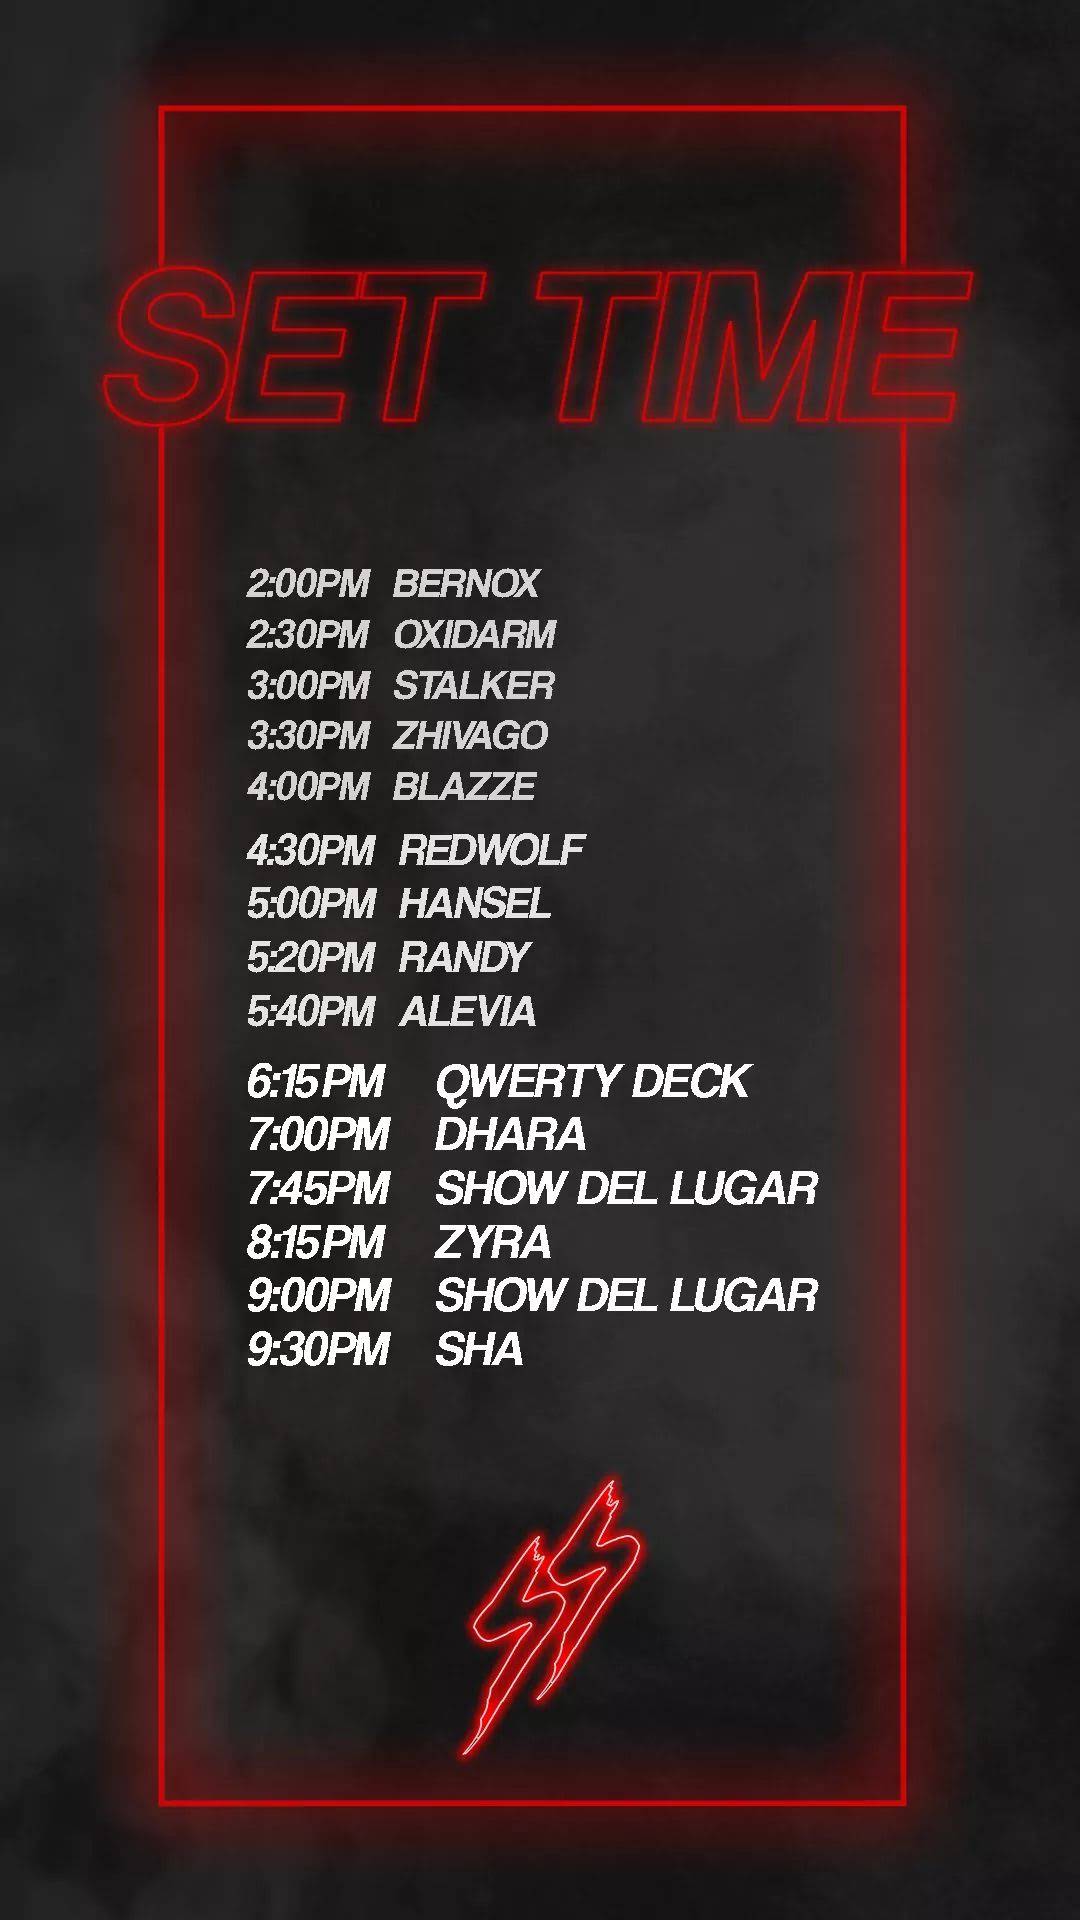 SET TIME
2:00PM BERNOX
2:30PM OXIDARM
3:00PM STALKER
3:30PM ZHIVAGO
4:00PM BLAZZE
4:30PM REDWOLF
5:00PM HANSEL
5:20PM RANDY
5:40PM ALEVIA
6:15PM QWERTY DECK
7:00PM DHARA
7:45PM SHOW DEL LUGAR
8:15PM ZYRA
9:00PM SHOW DEL LUGAR
9:30PM SHA